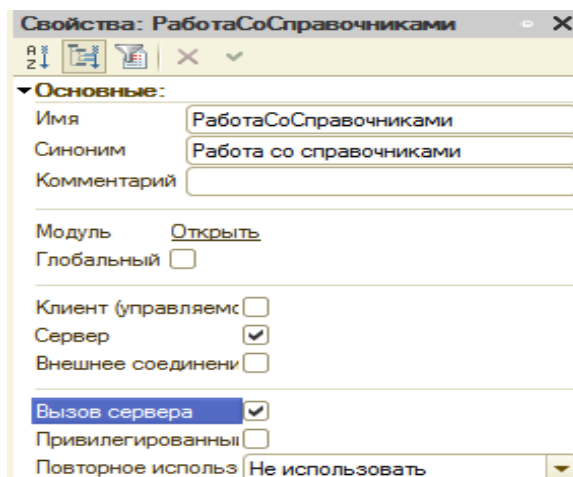 Свойства: РаботаСоСправочниками
Основные:
Имя РаботаСоСправочниками
Синоним Работа со справочниками
Комментарий
Модуль Открыть
Глобальный
Клиент (управляемо
Сервер
Внешнее соединени
Вызов сервера
Привилегированны
Повторное использ Не использовать